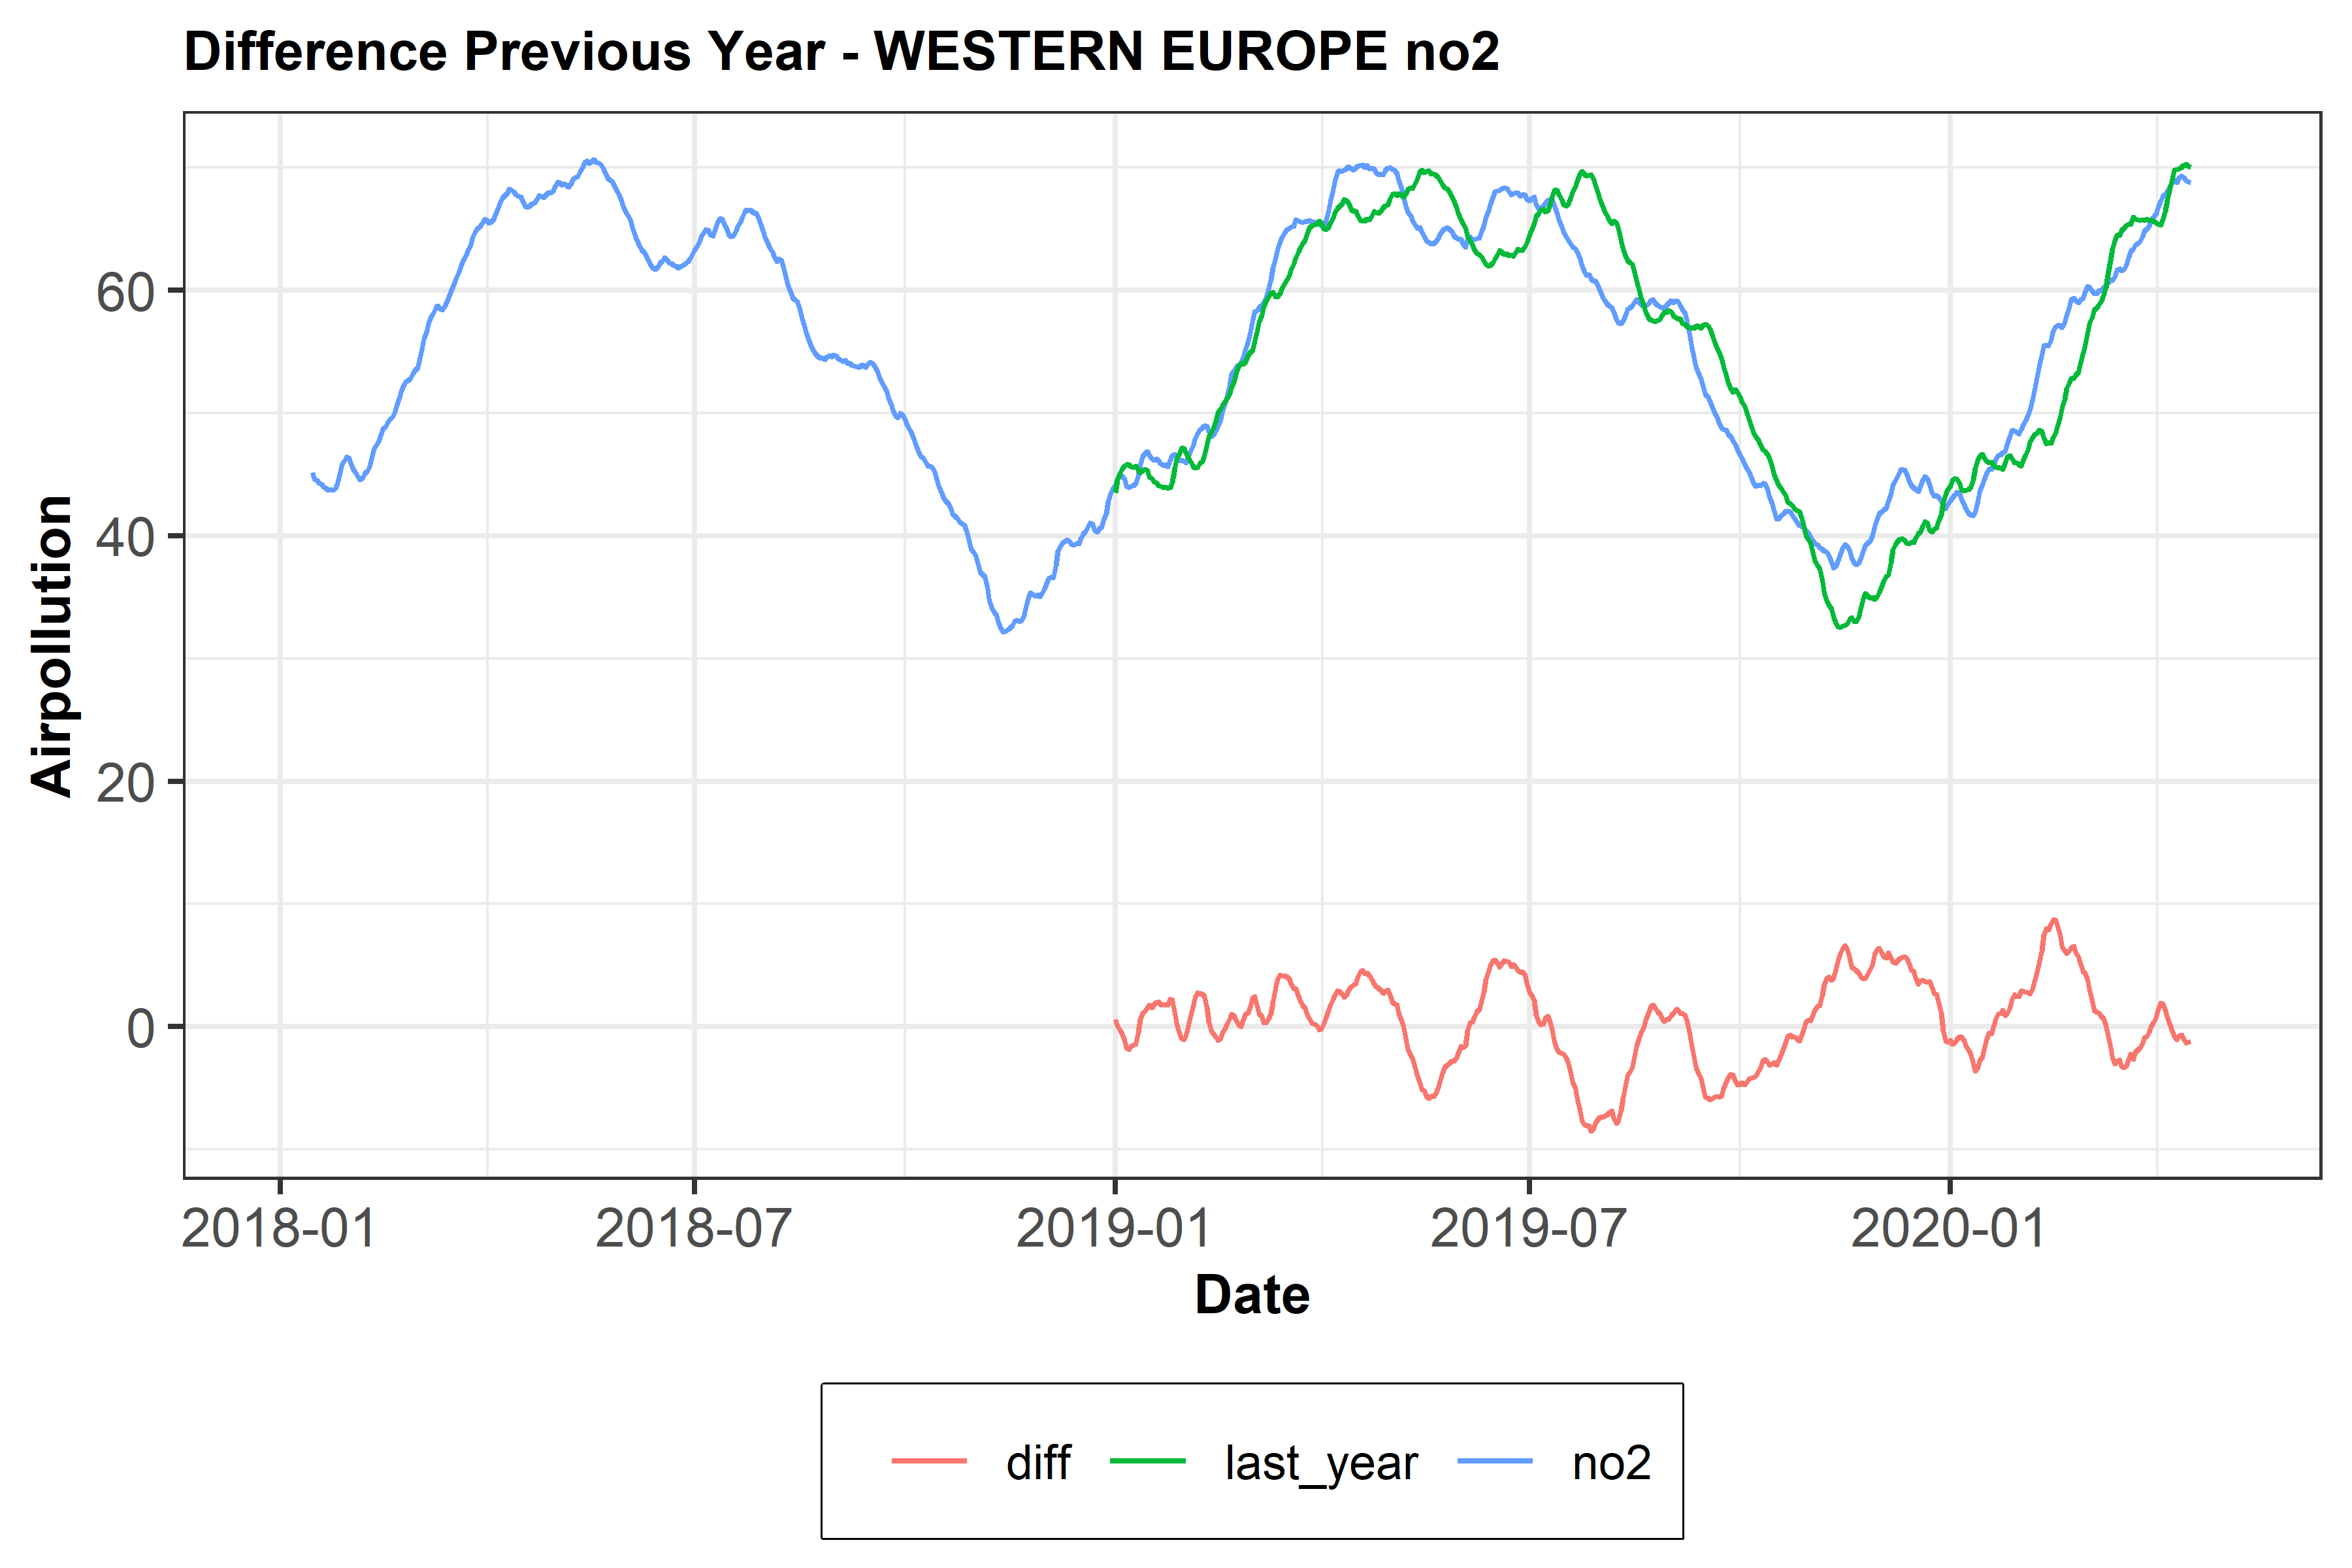 Difference Previous Year - WESTERN EUROPE no2
Airpollution
60
40
20
0
2018-01 2018-07 2019-01 2019-07 2020-01
Date
diff last_year no2